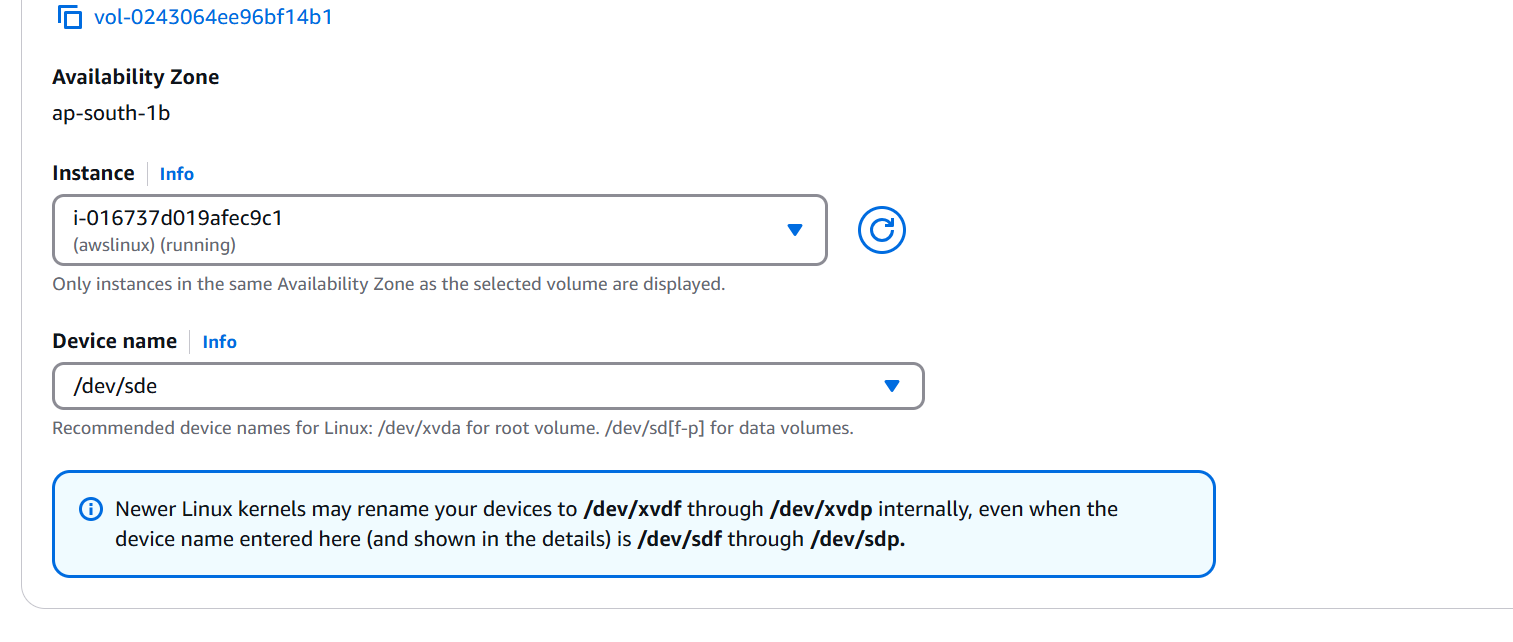 vol-0243064ee96bf14b1
Availability Zone
ap-south-1b
Instance Info
i-016737d019afec9c1
(awslinux) (running)
Only instances in the same Availability Zone as the selected volume are displayed.
Device name Info
/dev/sde
Recommended device names for Linux: /dev/xvda for root volume. /dev/sd[f-p] for data volumes.
Newer Linux kernels may rename your devices to /dev/xvdf through /dev/xvdp internally, even when the
device name entered here (and shown in the details) is /dev/sdf through /dev/sdp.